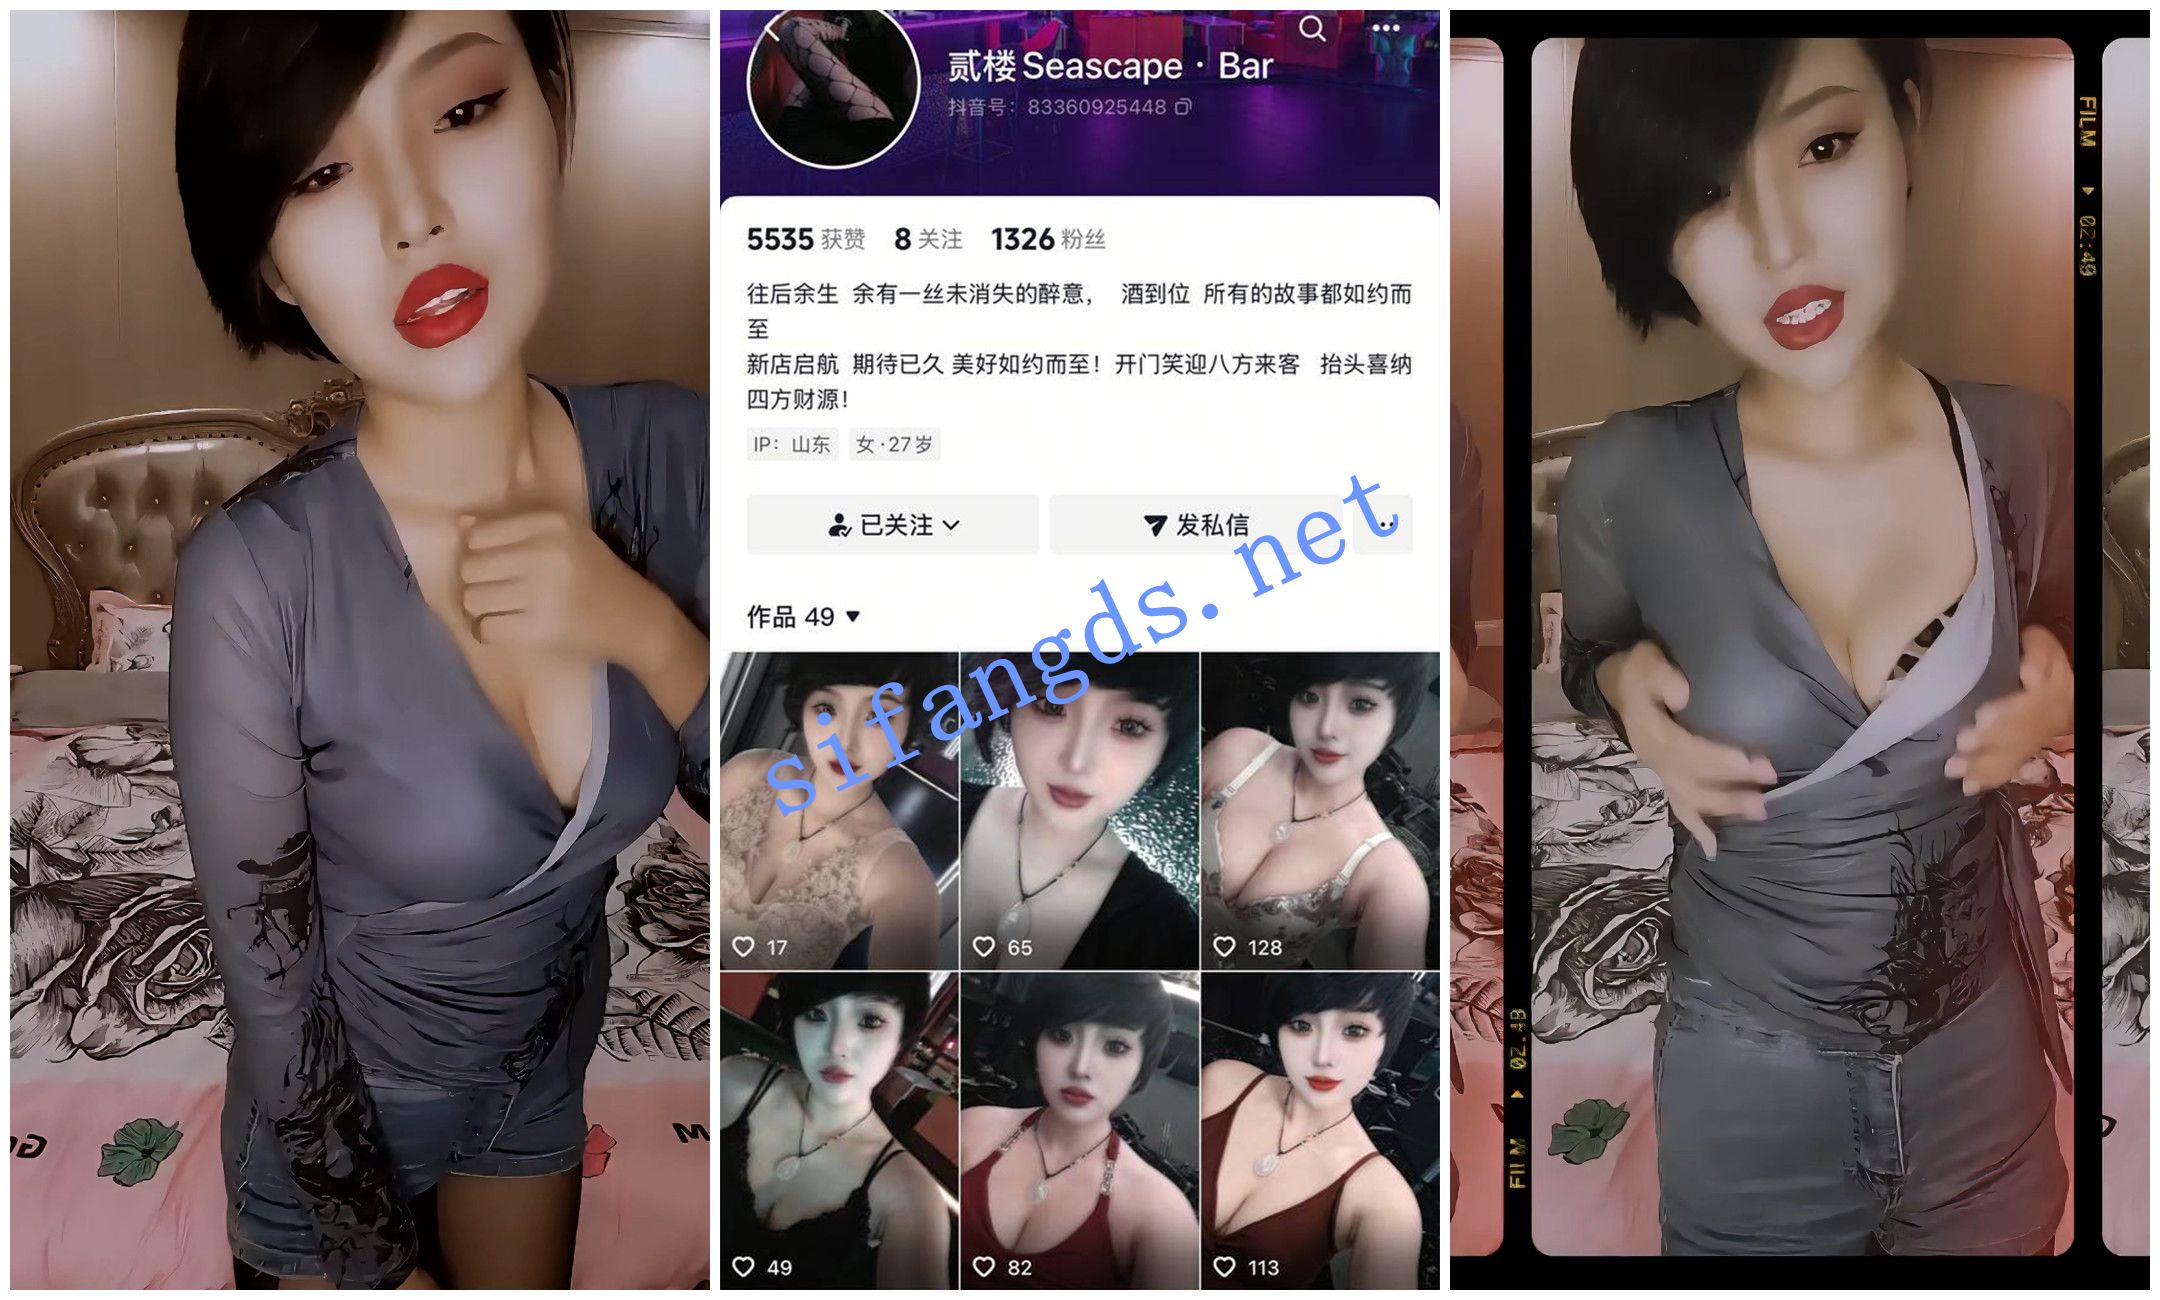 贰楼Seascape · Bar
抖音号: 83360925448
5535 获赞 8 关注 1326 粉丝
往后余生 余有一丝未消失的醉意， 酒到位 所有的故事都如约而
至
新店启航 期待已久 美好如约而至！开门笑迎八方来客 抬头喜纳
四方财源！
IP: 山东 女·27岁
已关注 发私信
作品 49
17 65 128
49 82 113
sifangds.net
FILM 02:49
FILM 02.4B